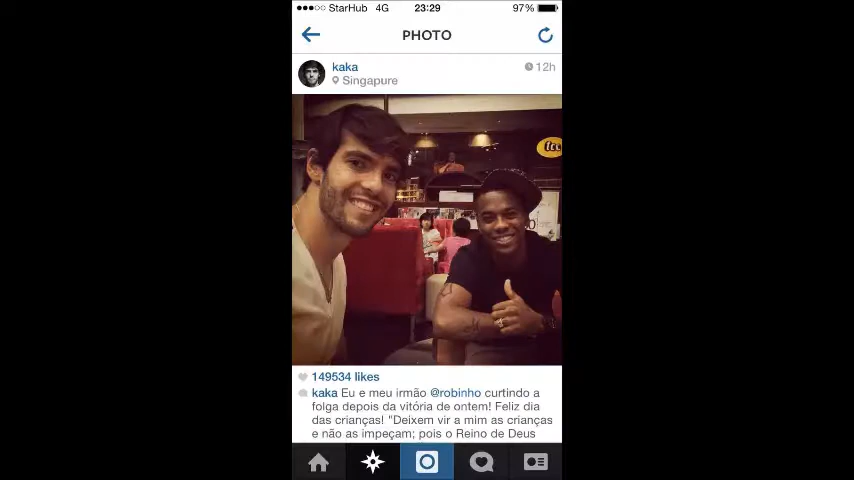 StarHub 4G 23:29 97%
PHOTO
kaka 12h
Singapure
149534 likes
kaka Eu e meu irmão @robinho curtindo a
folga depois da vitória de ontem! Feliz dia
das crianças! "Deixem vir a mim as crianças
e não as impeçam; pois o Reino de Deus